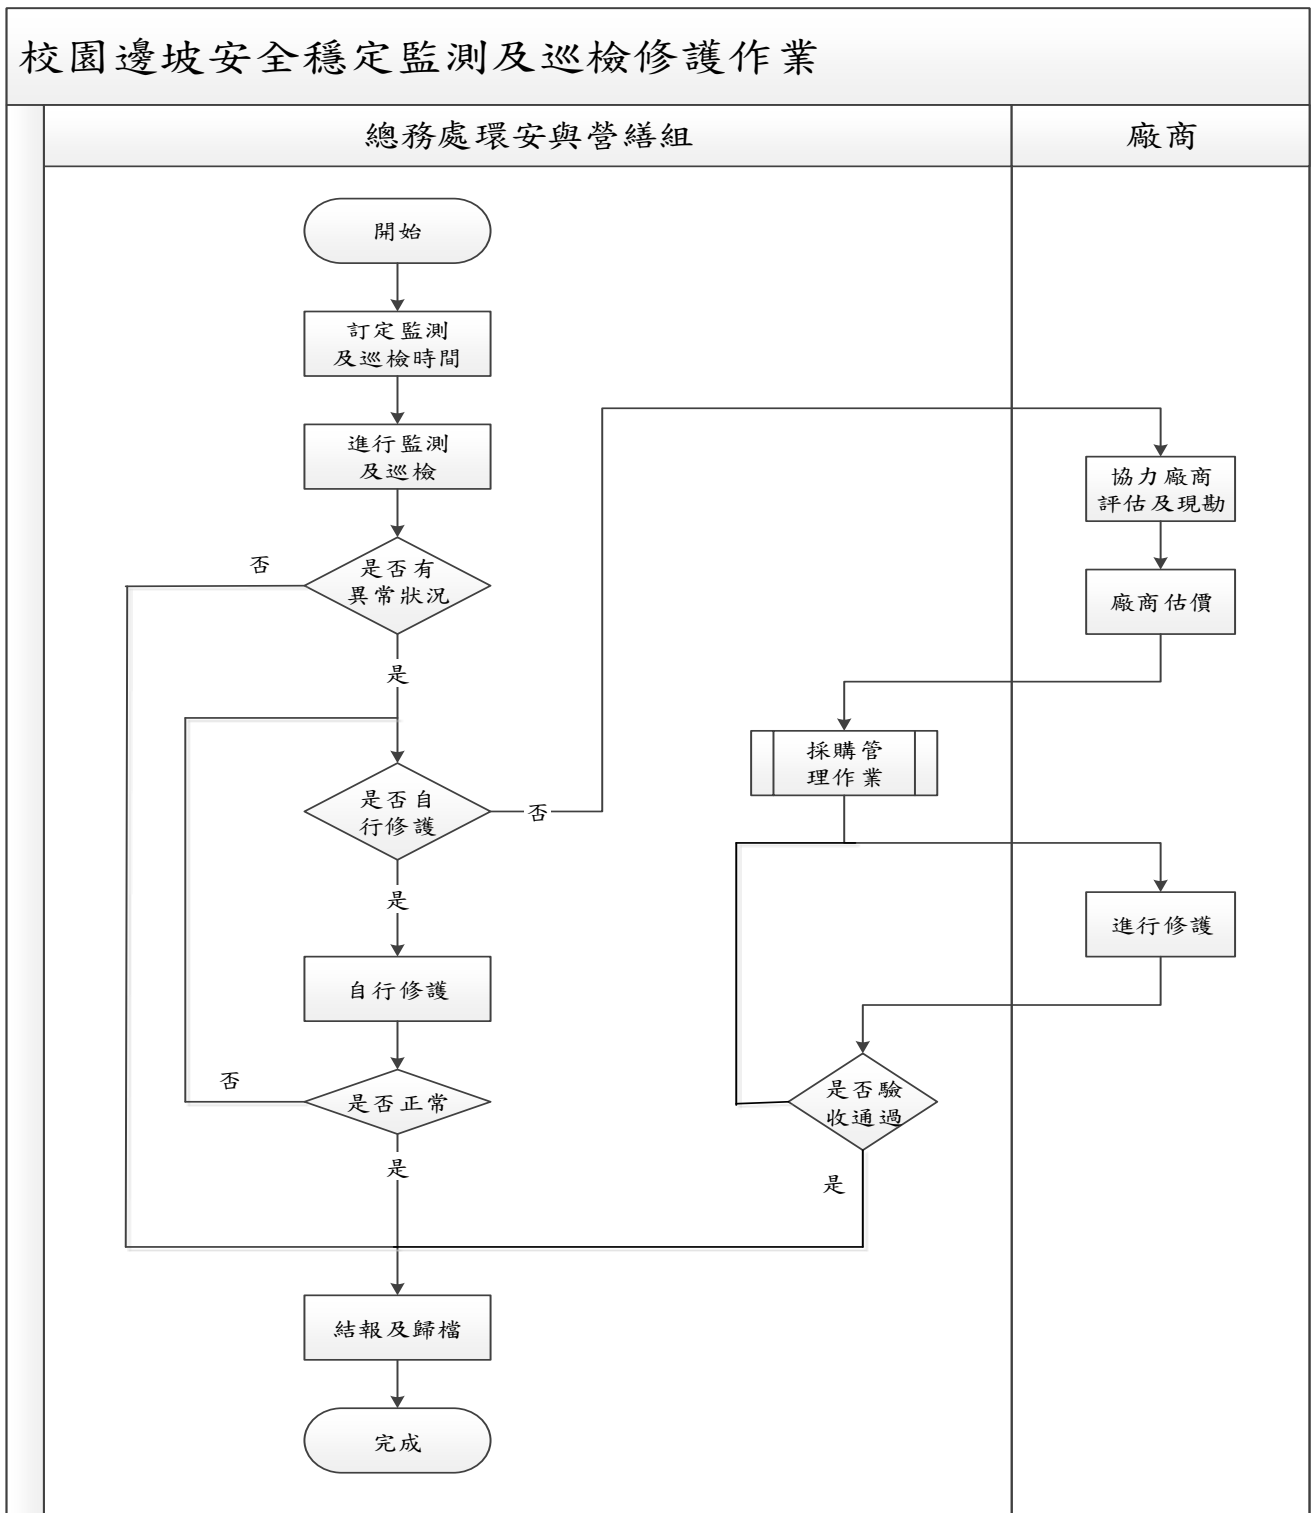 校園邊坡安全穩定監測及巡檢修護作業
總務處環安與營繕組
廠商
開始
訂定監測
及巡檢時間
進行監測
及巡檢
是否有
異常狀況
否
是
是否自
行修護
否
是
自行修護
是否正常
否
是
協力廠商
評估及現勘
廠商估價
採購管
理作業
進行修護
是否驗
收通過
是
結報及歸檔
完成